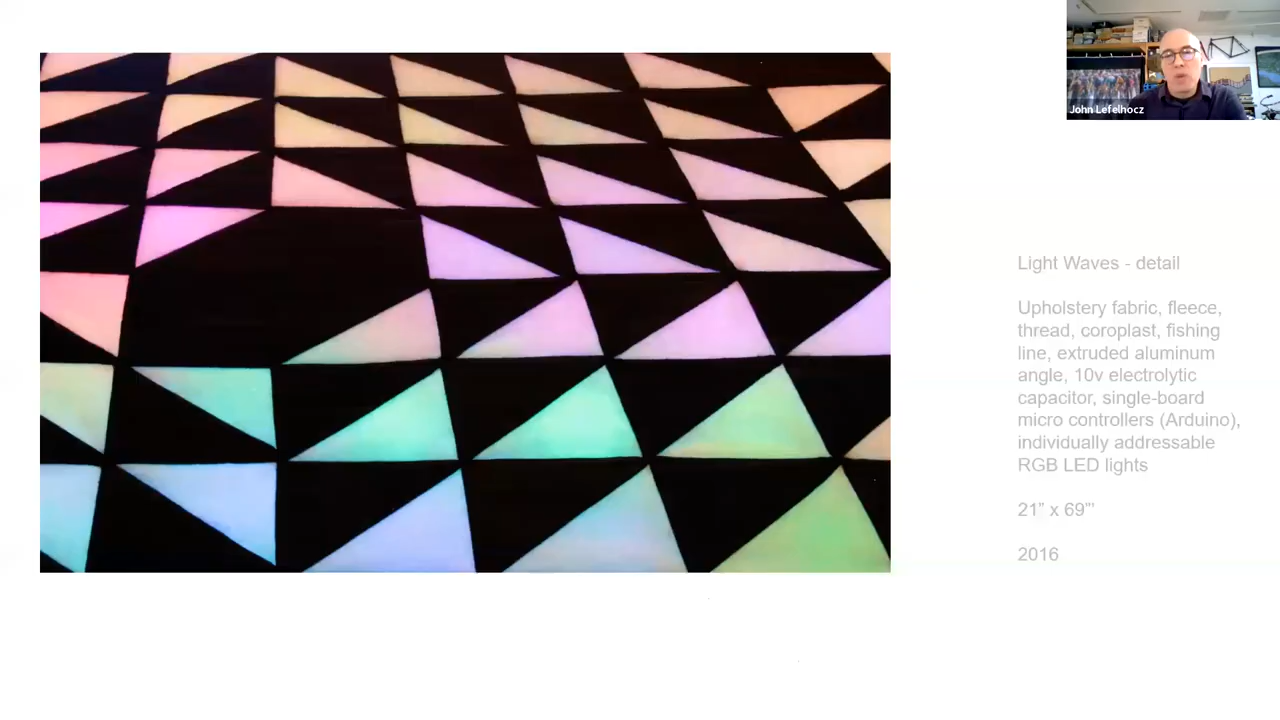 John Lefelhocz
Light Waves - detail
Upholstery fabric, fleece,
thread, coroplast, fishing
line, extruded aluminum
angle, 10v electrolytic
capacitor, single-board
micro controllers (Arduino),
individually addressable
RGB LED lights
21” x 69”'
2016